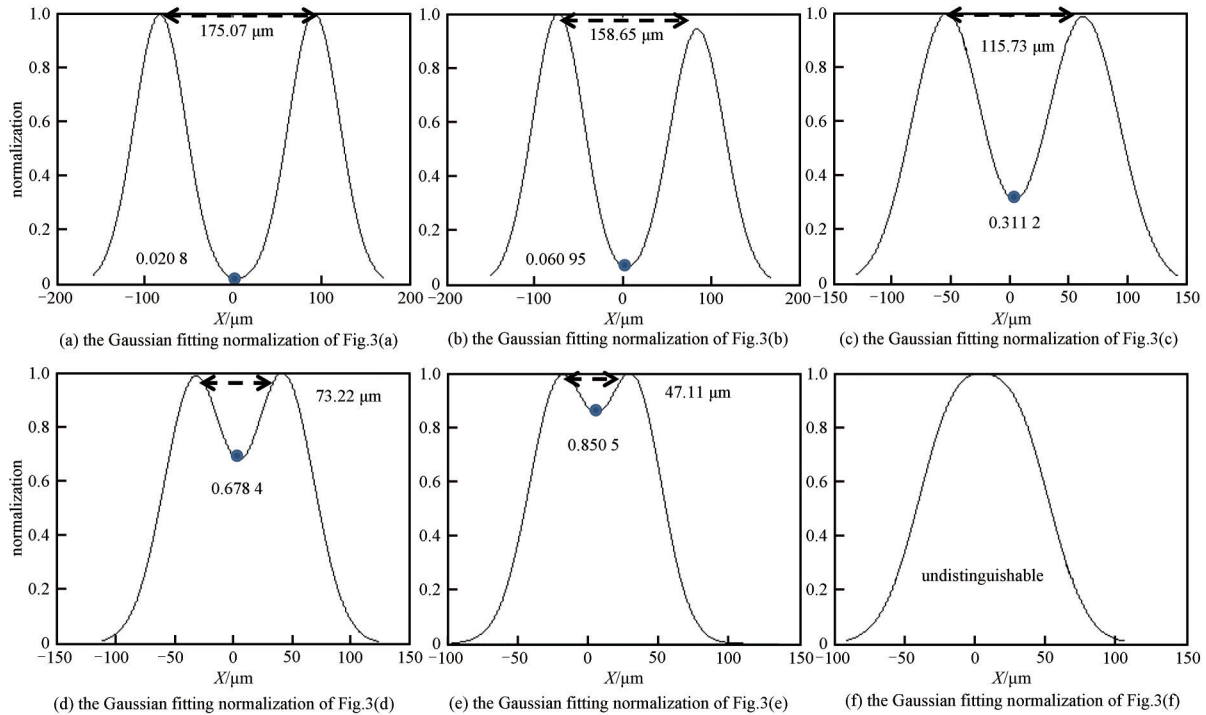 1.0
0.8
0.6
0.4
0.2
0
normalization
175.07 μm
0.020 8
−200 −100 0 100 200
X/μm
(a) the Gaussian fitting normalization of Fig.3(a)
1.0
0.8
0.6
0.4
0.2
0
158.65 μm
0.060 95
−200 −100 0 100 200
X/μm
(b) the Gaussian fitting normalization of Fig.3(b)
1.0
0.8
0.6
0.4
0.2
0
115.73 μm
0.311 2
−150 −100 −50 0 50 100 150
X/μm
(c) the Gaussian fitting normalization of Fig.3(c)
1.0
0.8
0.6
0.4
0.2
0
normalization
73.22 μm
0.678 4
−150 −100 −50 0 50 100 150
X/μm
(d) the Gaussian fitting normalization of Fig.3(d)
1.0
0.8
0.6
0.4
0.2
0
47.11 μm
0.850 5
−100 −50 0 50 100 150
X/μm
(e) the Gaussian fitting normalization of Fig.3(e)
1.0
0.8
0.6
0.4
0.2
0
undistinguishable
−100 −50 0 50 100 150
X/μm
(f) the Gaussian fitting normalization of Fig.3(f)